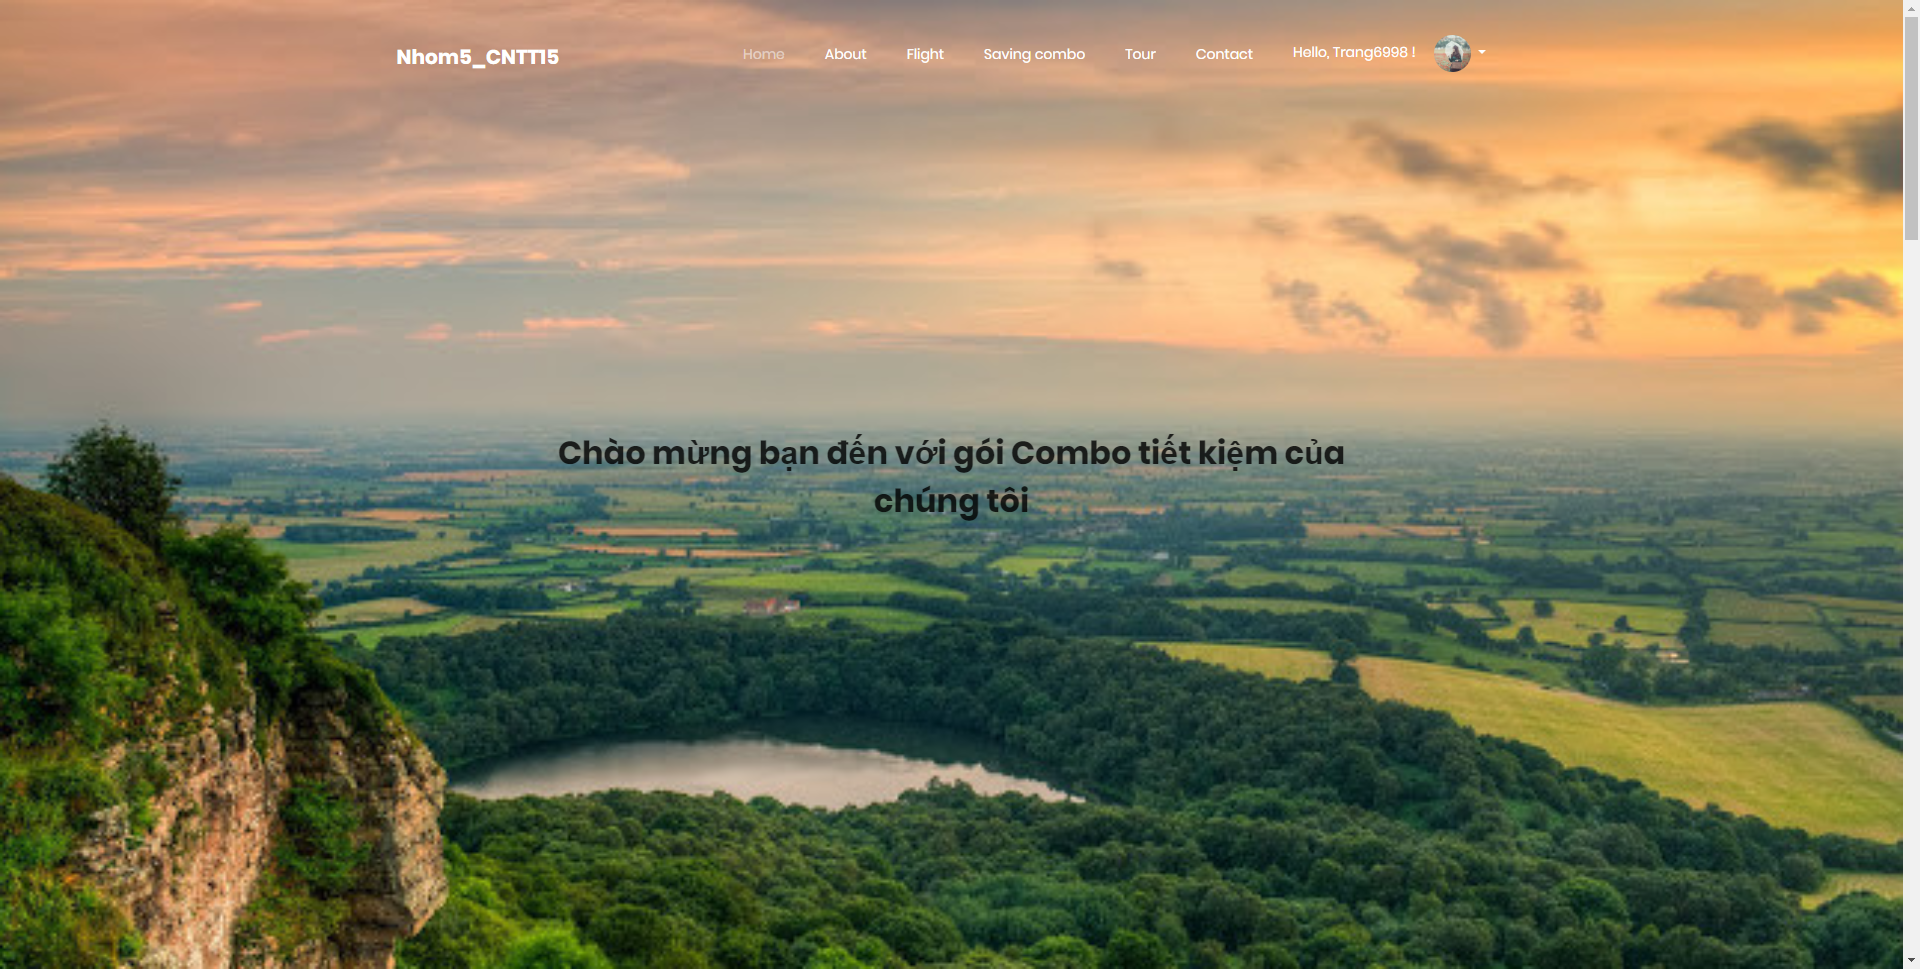 Nhom5_CNTT15
Home
About
Flight
Saving combo
Tour
Contact
Hello, Trang6998 !
Chào mừng bạn đến với gói Combo tiết kiệm của
chúng tôi